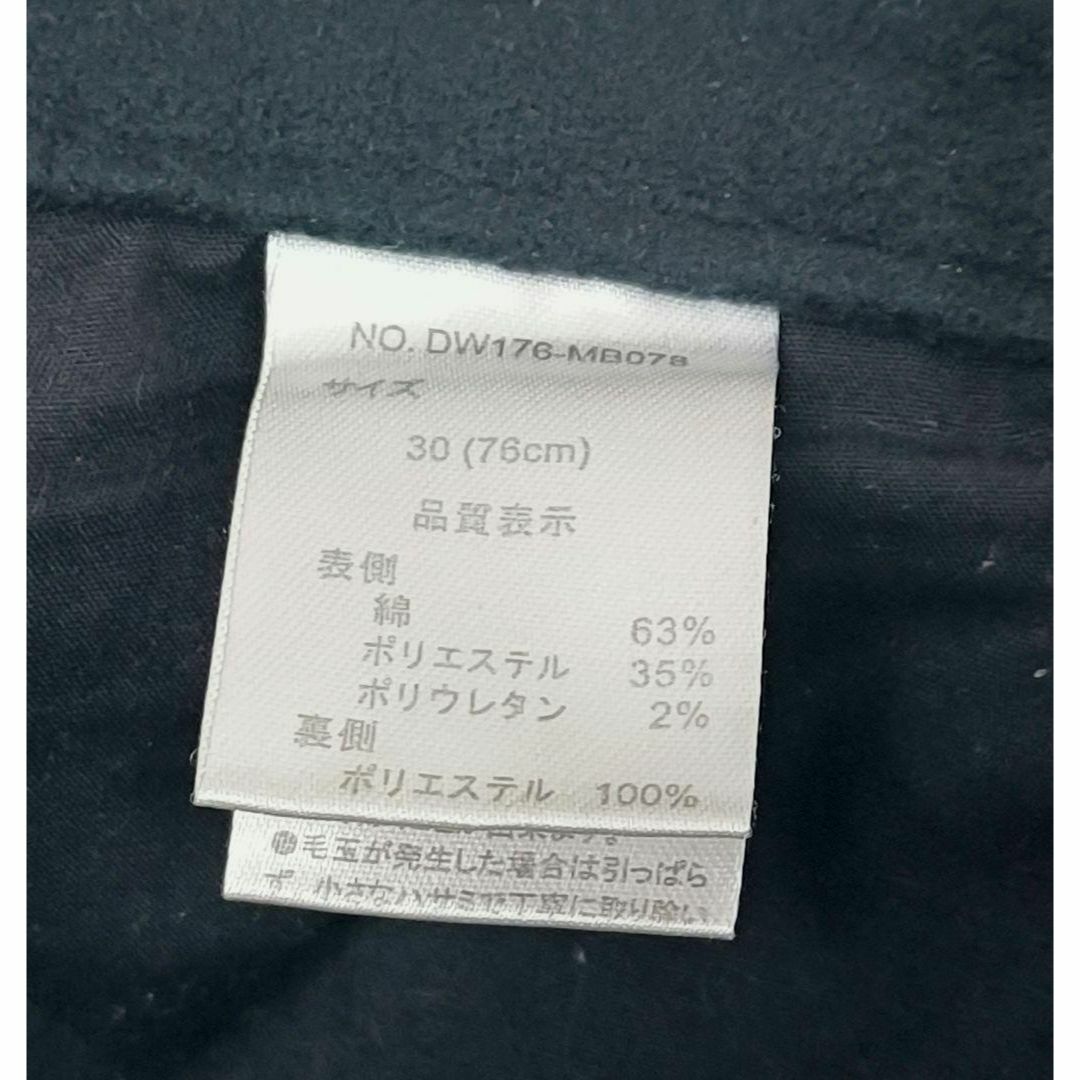 NO. DW176-MB078
サイズ
30 (76cm)
品質表示
表側
綿 63%
ポリエステル 35%
ポリウレタン 2%
裏側
ポリエステル 100%
毛玉が発生した場合は引っぱら
ず、小さなハサミで丁寧に取り除い